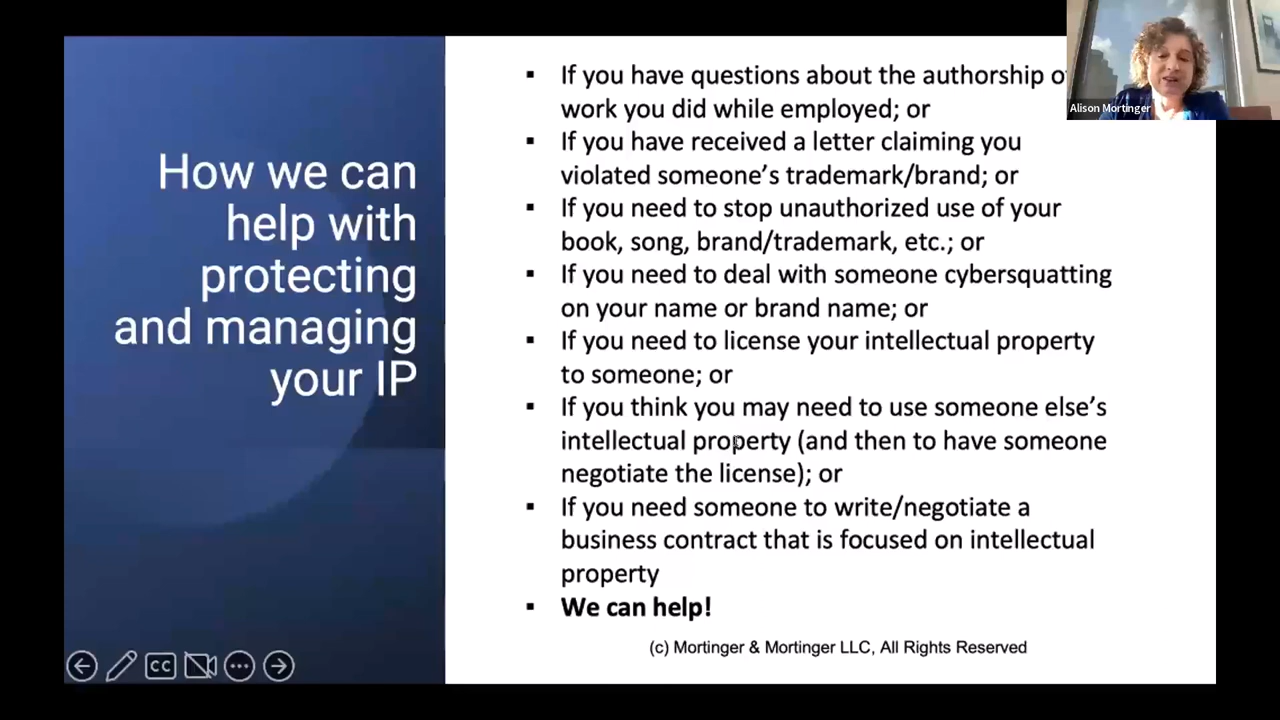 How we can
help with
protecting
and managing
your IP
▪ If you have questions about the authorship
work you did while employed; or
▪ If you have received a letter claiming you
violated someone’s trademark/brand; or
▪ If you need to stop unauthorized use of your
book, song, brand/trademark, etc.; or
▪ If you need to deal with someone cybersquatting
on your name or brand name; or
▪ If you need to license your intellectual property
to someone; or
▪ If you think you may need to use someone else’s
intellectual property (and then to have someone
negotiate the license); or
▪ If you need someone to write/negotiate a
business contract that is focused on intellectual
property
▪ We can help!
(c) Mortinger & Mortinger LLC, All Rights Reserved
Alison Mortinger
CC